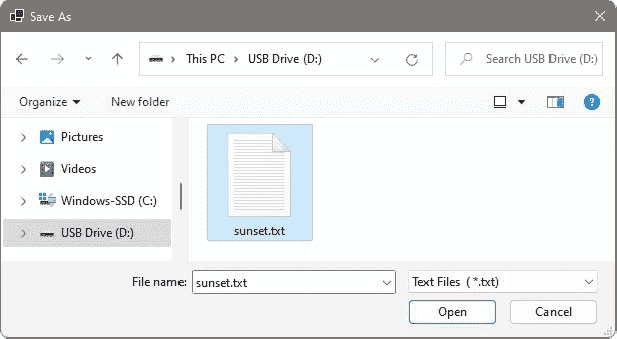 Save As
This PC > USB Drive (D:)
Search USB Drive (D:)
Organize
New folder
Pictures
Videos
Windows-SSD (C:)
USB Drive (D:)
sunset.txt
File name: sunset.txt
Text Files ( *.txt)
Open
Cancel